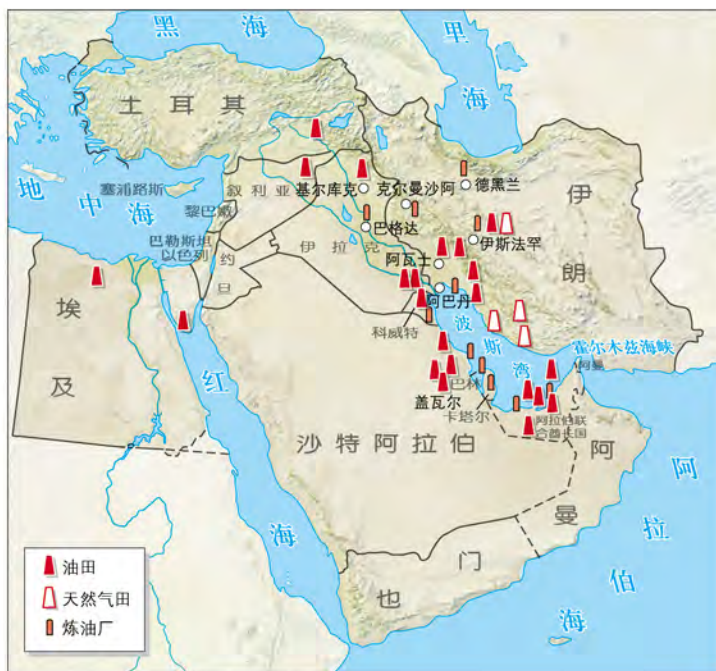 黑海
里海
土耳其
地中海
塞浦路斯
叙利亚
黎巴嫩
巴勒斯坦
以色列
约旦
基尔库克
克尔曼沙阿
德黑兰
伊朗
巴格达
伊拉克
伊斯法罕
阿瓦士
阿巴丹
科威特
波斯湾
霍尔木兹海峡
阿曼
埃及
红海
巴林
盖瓦尔
卡塔尔
阿拉伯联
合酋长国
沙特阿拉伯
阿曼
也门
阿拉伯海
油田
天然气田
炼油厂